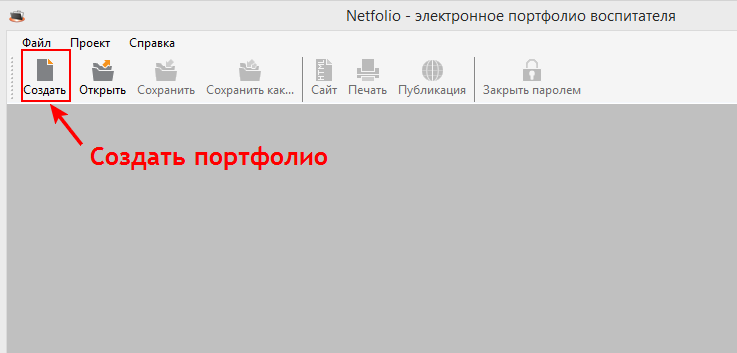 Netfolio - электронное портфолио воспитателя
Файл Проект Справка
Создать Открыть Сохранить Сохранить как... HTML Сайт Печать Публикация Закрыть паролем
Создать портфолио